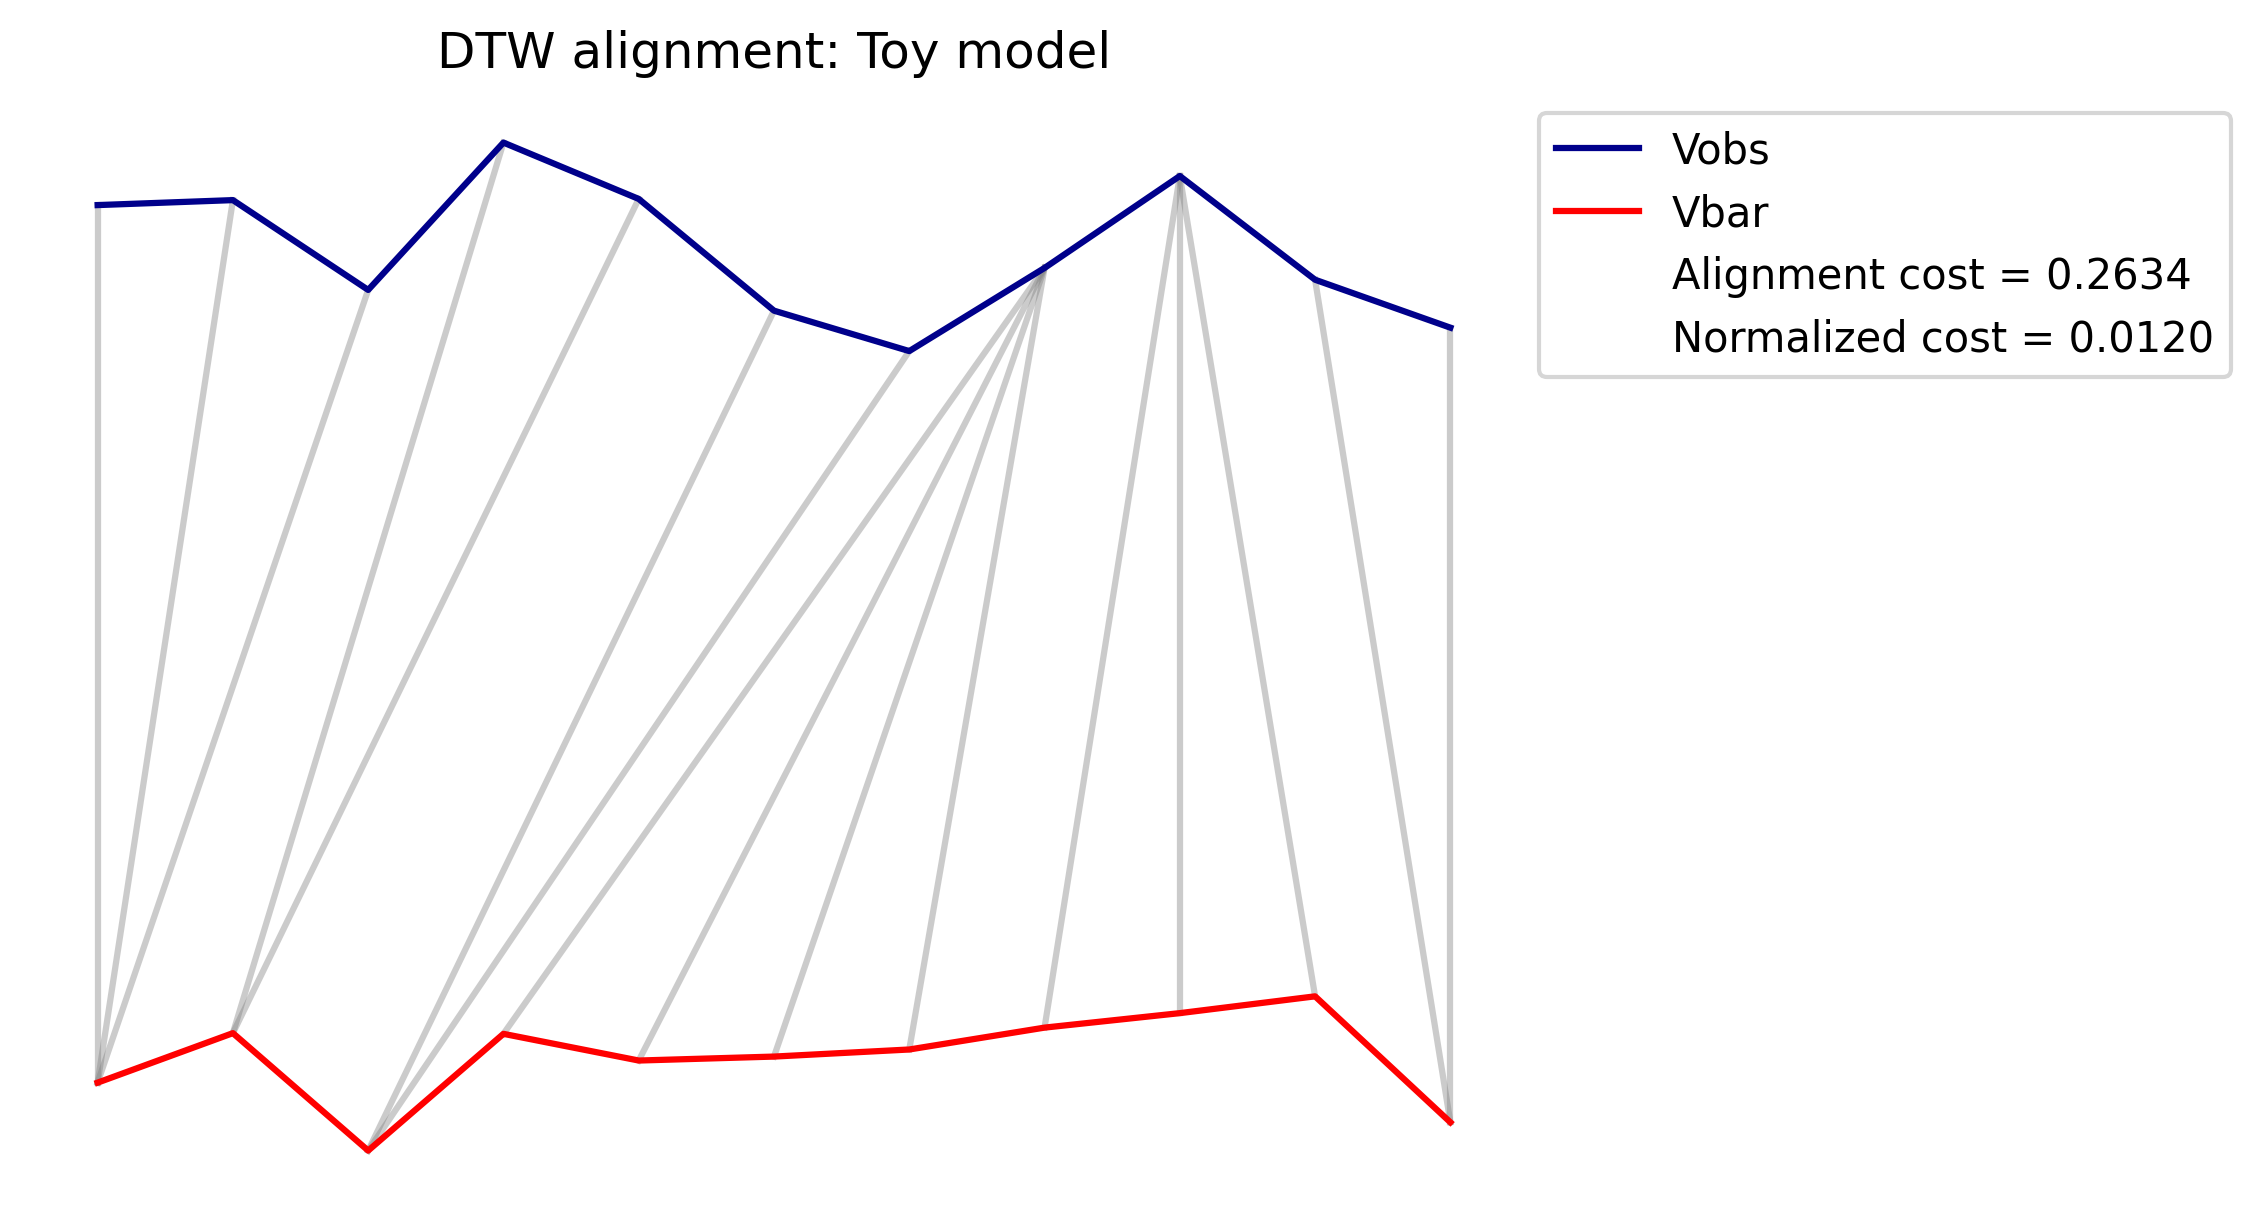 DTW alignment: Toy model
Vobs
Vbar
Alignment cost = 0.2634
Normalized cost = 0.0120